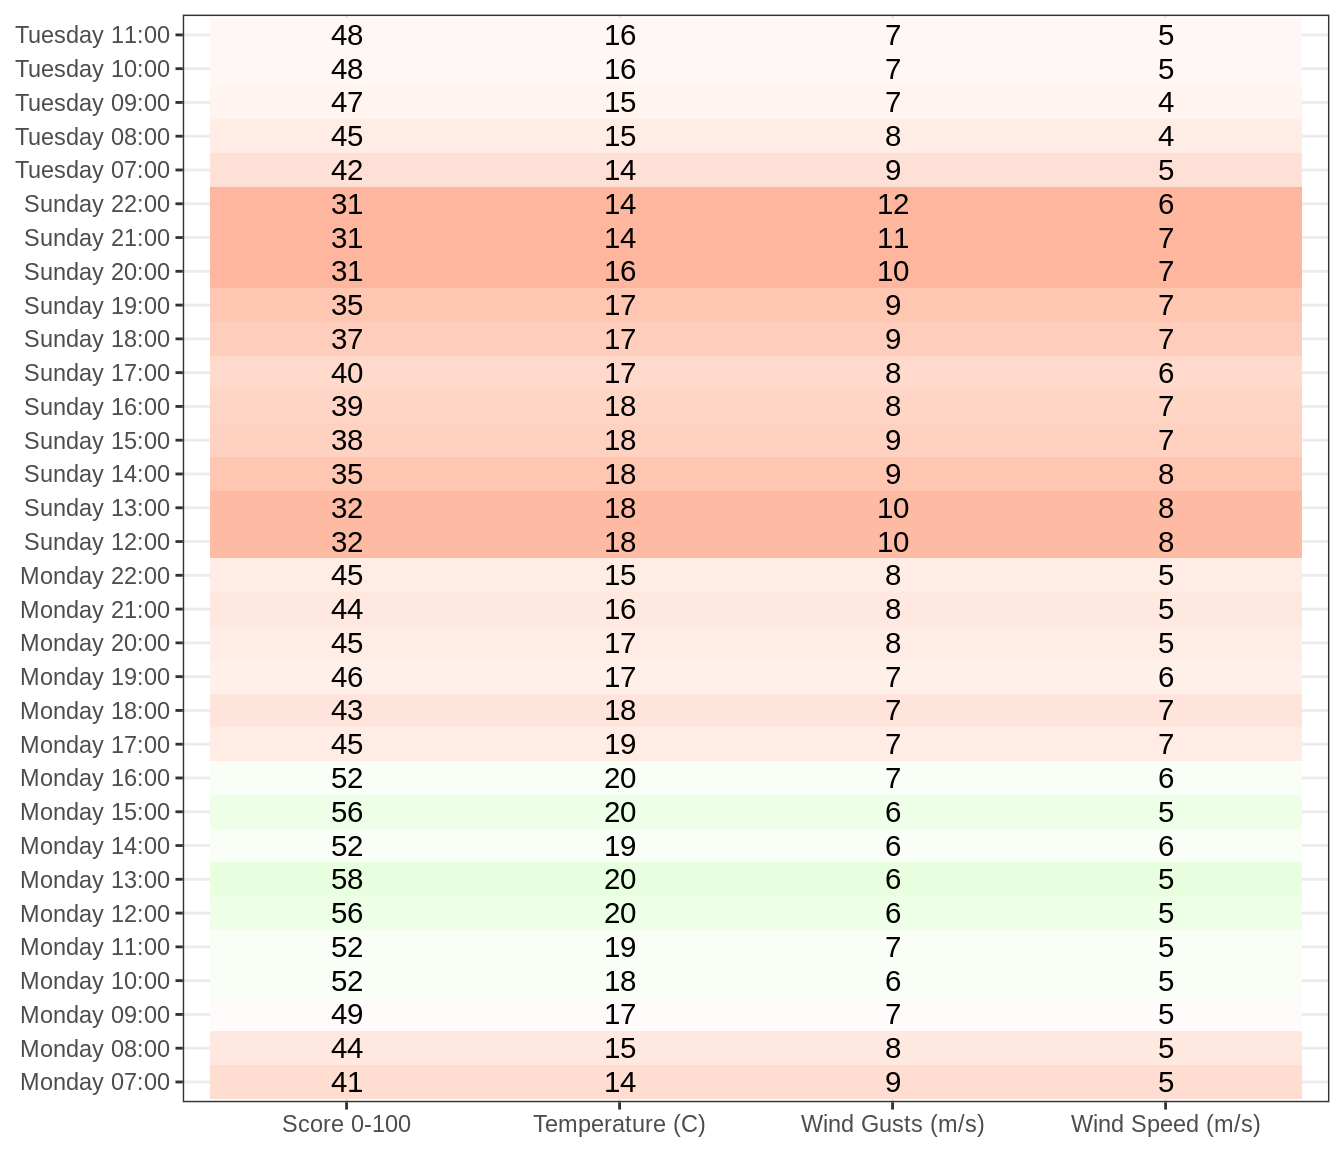 Tuesday 11:00 48 16 7 5
Tuesday 10:00 48 16 7 5
Tuesday 09:00 47 15 7 4
Tuesday 08:00 45 15 8 4
Tuesday 07:00 42 14 9 5
Sunday 22:00 31 14 12 6
Sunday 21:00 31 14 11 7
Sunday 20:00 31 16 10 7
Sunday 19:00 35 17 9 7
Sunday 18:00 37 17 9 7
Sunday 17:00 40 17 8 6
Sunday 16:00 39 18 8 7
Sunday 15:00 38 18 9 7
Sunday 14:00 35 18 9 8
Sunday 13:00 32 18 10 8
Sunday 12:00 32 18 10 8
Monday 22:00 45 15 8 5
Monday 21:00 44 16 8 5
Monday 20:00 45 17 8 5
Monday 19:00 46 17 7 6
Monday 18:00 43 18 7 7
Monday 17:00 45 19 7 7
Monday 16:00 52 20 7 6
Monday 15:00 56 20 6 5
Monday 14:00 52 19 6 6
Monday 13:00 58 20 6 5
Monday 12:00 56 20 6 5
Monday 11:00 52 19 7 5
Monday 10:00 52 18 6 5
Monday 09:00 49 17 7 5
Monday 08:00 44 15 8 5
Monday 07:00 41 14 9 5
Score 0-100 Temperature (C) Wind Gusts (m/s) Wind Speed (m/s)